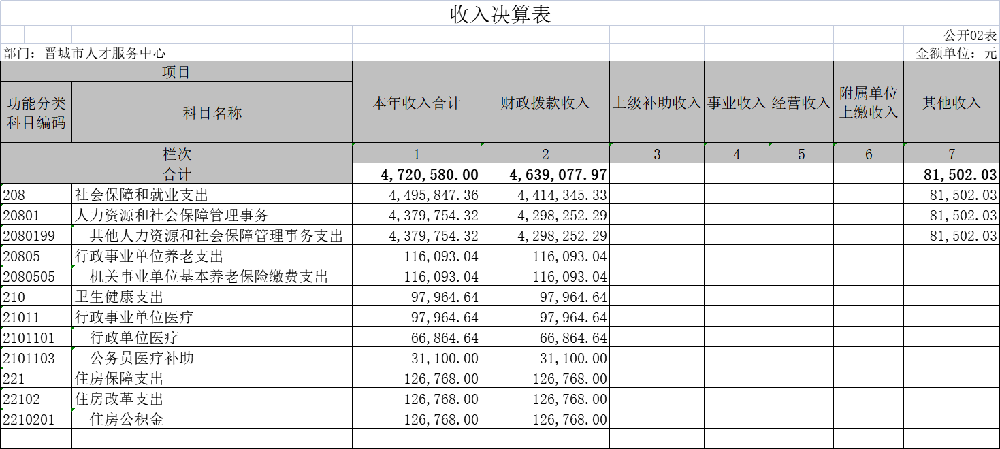 收入决算表
公开02表
部门：晋城市人才服务中心 金额单位：元
项目 本年收入合计 财政拨款收入 上级补助收入 事业收入 经营收入 附属单位 其他收入
上缴收入
功能分类 科目名称
科目编码
栏次 1 2 3 4 5 6 7
合计 4,720,580.00 4,639,077.97 81,502.03
208 社会保障和就业支出 4,495,847.36 4,414,345.33 81,502.03
20801 人力资源和社会保障管理事务 4,379,754.32 4,298,252.29 81,502.03
2080199 其他人力资源和社会保障管理事务支出 4,379,754.32 4,298,252.29 81,502.03
20805 行政事业单位养老支出 116,093.04 116,093.04
2080505 机关事业单位基本养老保险缴费支出 116,093.04 116,093.04
210 卫生健康支出 97,964.64 97,964.64
21011 行政事业单位医疗 97,964.64 97,964.64
2101101 行政单位医疗 66,864.64 66,864.64
2101103 公务员医疗补助 31,100.00 31,100.00
221 住房保障支出 126,768.00 126,768.00
22102 住房改革支出 126,768.00 126,768.00
2210201 住房公积金 126,768.00 126,768.00